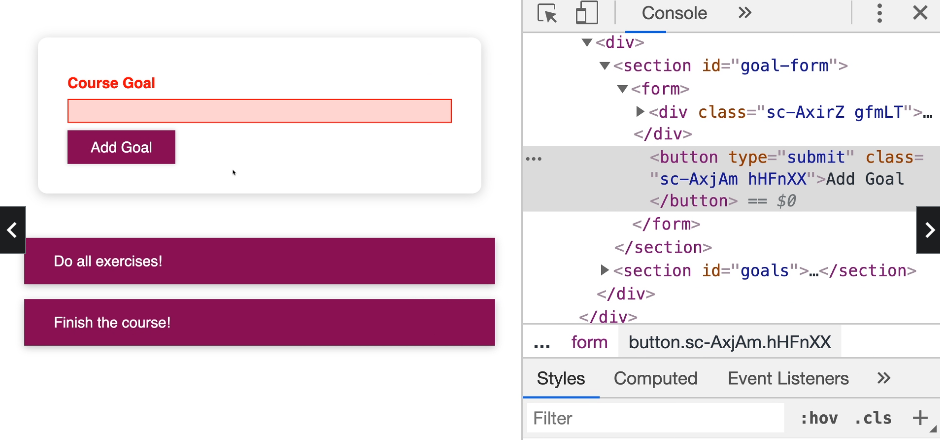 Course Goal
Add Goal
Do all exercises!
Finish the course!
Console
<div>
<section id="goal-form">
<form>
<div class="sc-AxirZ gfmLT">…
</div>
<button type="submit" class=
"sc-AxjAm hHFnXX">Add Goal
</button> == $0
</form>
</section>
<section id="goals">…</section>
</div>
</div>
... form button.sc-AxjAm.hHFnXX
Styles Computed Event Listeners
Filter :hov .cls